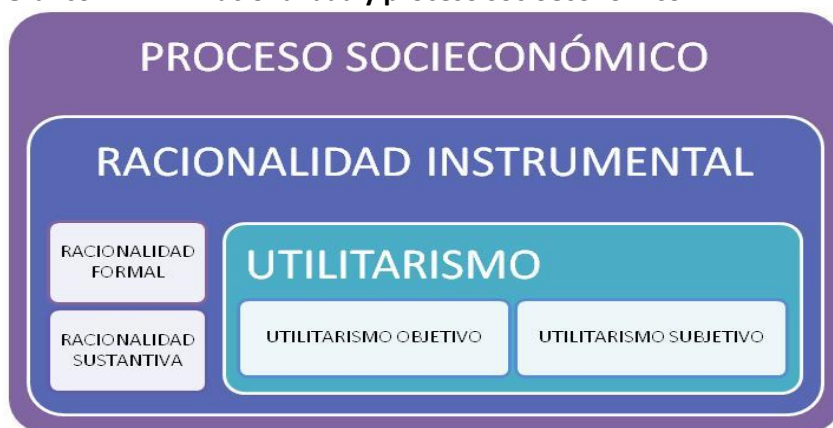 PROCESO SOCIECONÓMICO
RACIONALIDAD INSTRUMENTAL
RACIONALIDAD
FORMAL
RACIONALIDAD
SUSTANTIVA
UTILITARISMO
UTILITARISMO OBJETIVO
UTILITARISMO SUBJETIVO